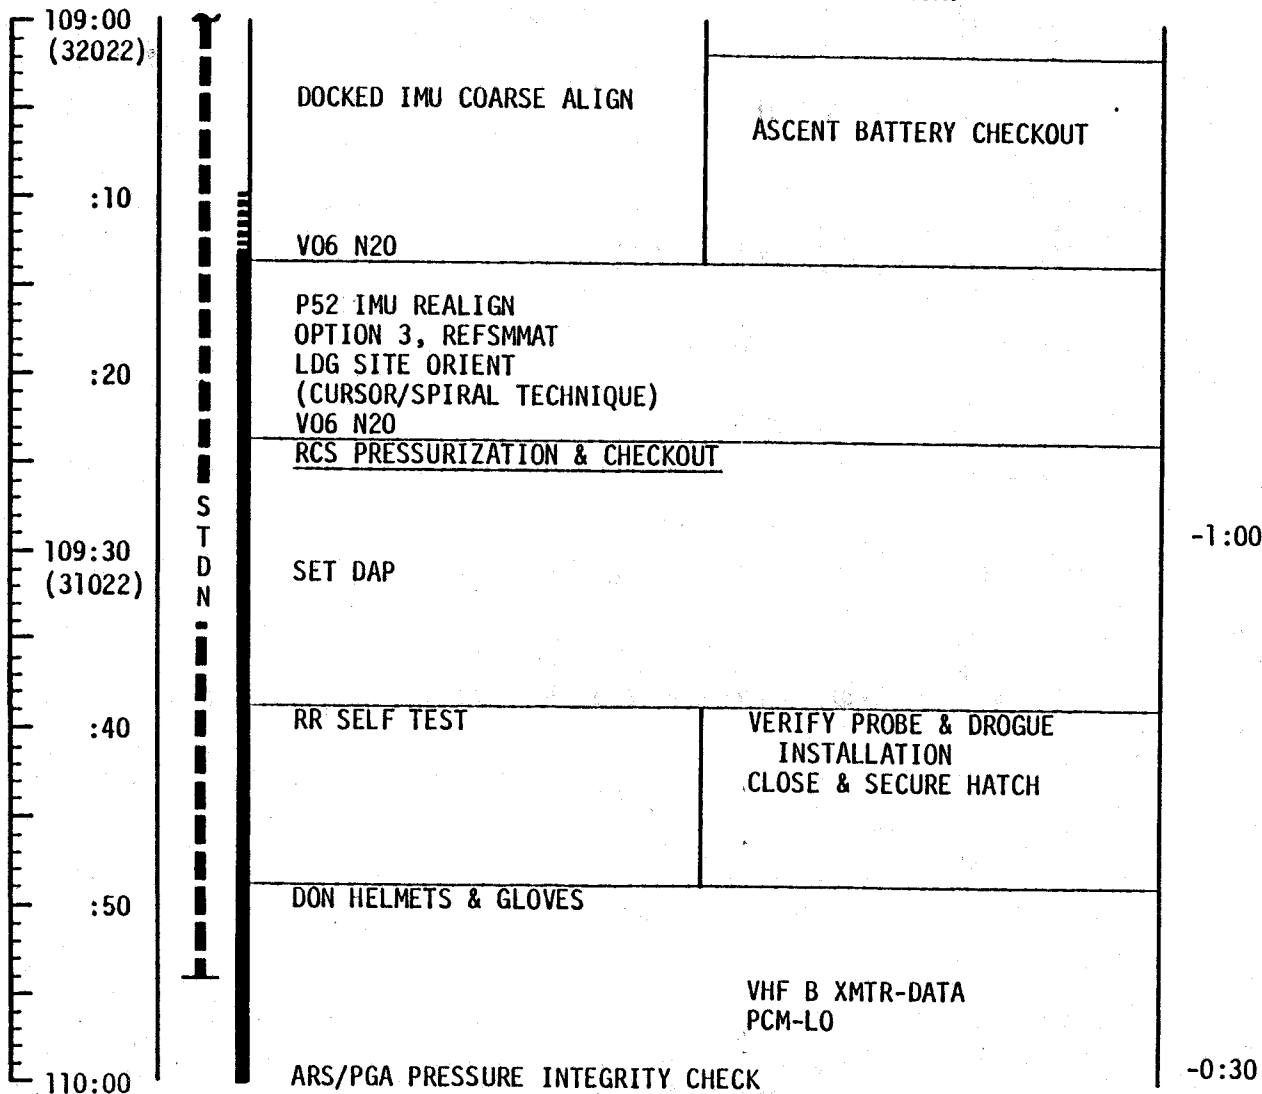 109:00
(32022)
DOCKED IMU COARSE ALIGN
ASCENT BATTERY CHECKOUT
:10
V06 N20
P52 IMU REALIGN
OPTION 3, REFSMMAT
LDG SITE ORIENT
:20
(CURSOR/SPIRAL TECHNIQUE)
V06 N20
RCS PRESSURIZATION & CHECKOUT
STDN
-1:00
109:30
(31022)
SET DAP
:40
RR SELF TEST
VERIFY PROBE & DROGUE
INSTALLATION
CLOSE & SECURE HATCH
:50
DON HELMETS & GLOVES
VHF B XMTR-DATA
PCM-LO
110:00
ARS/PGA PRESSURE INTEGRITY CHECK
-0:30